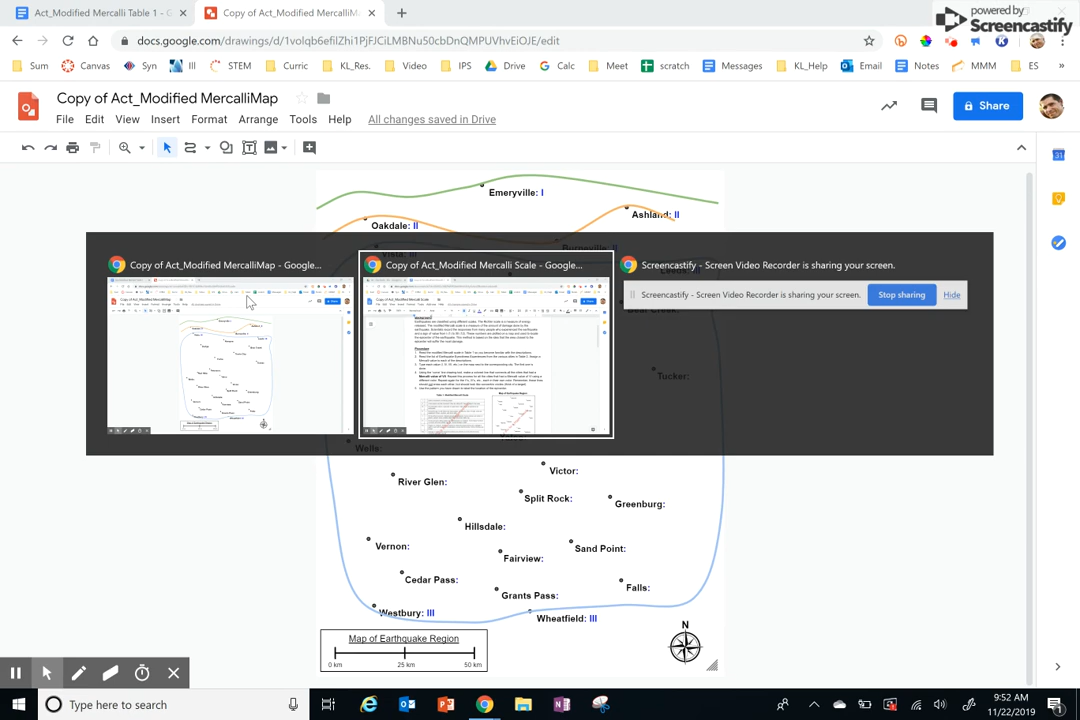 Act_Modified Mercalli Table 1 - G
Copy of Act_Modified MercalliM
powered by
Screencastify
docs.google.com/drawings/d/1volqb6efilZhi1PjFJCiLMBNu50cbDnQMPUVhvEiOJE/edit
Sum
Canvas
Syn
Ill
STEM
Curric
KL_Res.
Video
IPS
Drive
Calc
Meet
scratch
Messages
KL_Help
Email
Notes
MMM
ES
»
Copy of Act_Modified MercalliMap
File
Edit
View
Insert
Format
Arrange
Tools
Help
All changes saved in Drive
Share
Emeryville: I
Ashland: II
Oakdale: II
Copy of Act_Modified MercalliMap - Google...
Copy of Act_Modified Mercalli Scale - Google...
Screencastify - Screen Video Recorder is sharing your screen.
Screencastify - Screen Video Recorder is sharing your screen.
Stop sharing
Hide
Tucker:
Wells:
Victor:
River Glen:
Split Rock:
Greenburg:
Hillsdale:
Vernon:
Sand Point:
Fairview:
Cedar Pass:
Falls:
Grants Pass:
Westbury: III
Wheatfield: III
Map of Earthquake Region
0 km
25 km
50 km
N
Type here to search
9:52 AM
11/22/2019